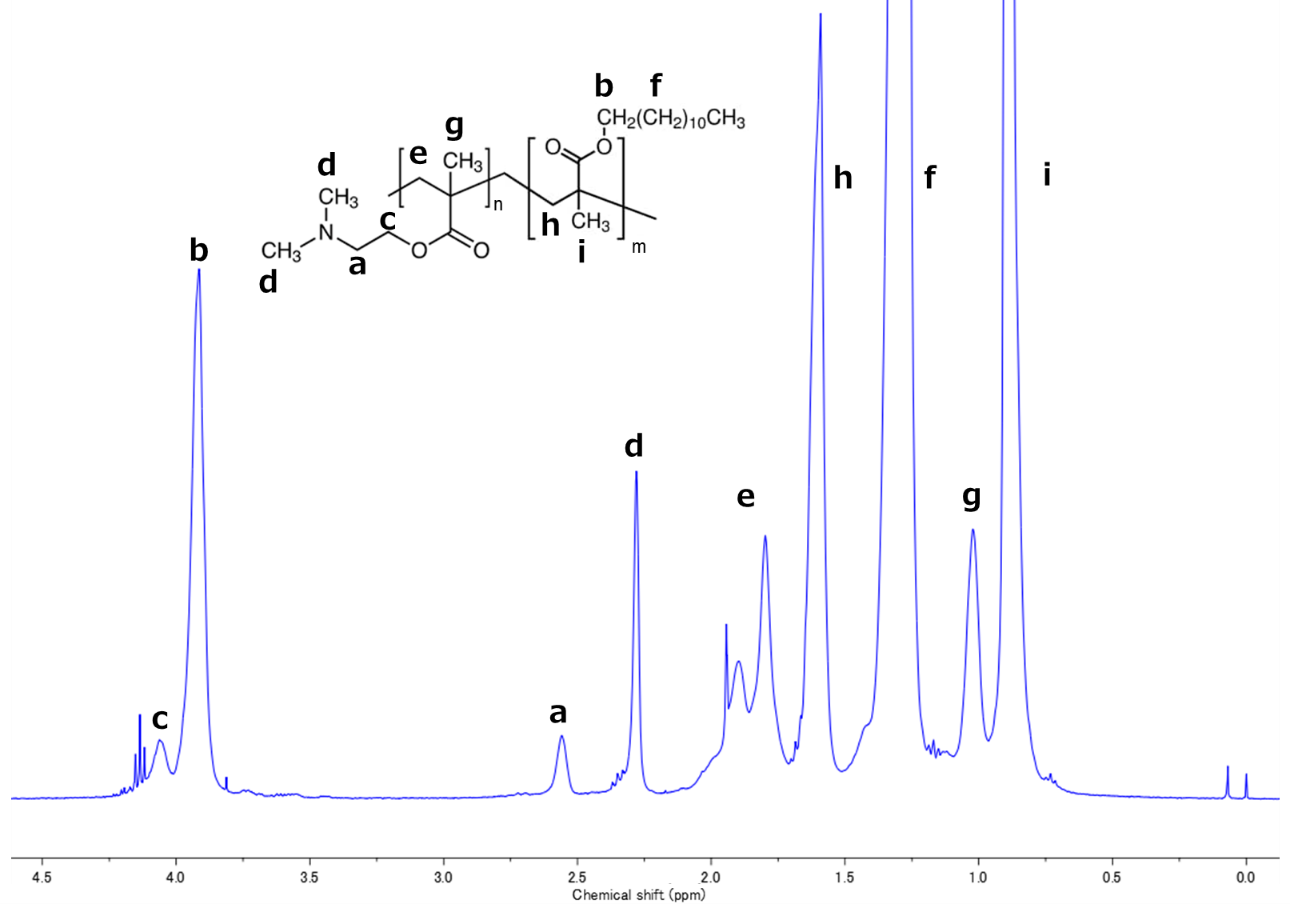 b f
CH₂(CH₂)₁₀CH₃
g
O O
e CH₃
d
CH₃
n
c
h CH₃
N
i m
CH₃ O O
a
d
b
h f i
d
e g
c a
4.5 4.0 3.5 3.0 2.5 2.0 1.5 1.0 0.5 0.0
Chemical shift (ppm)